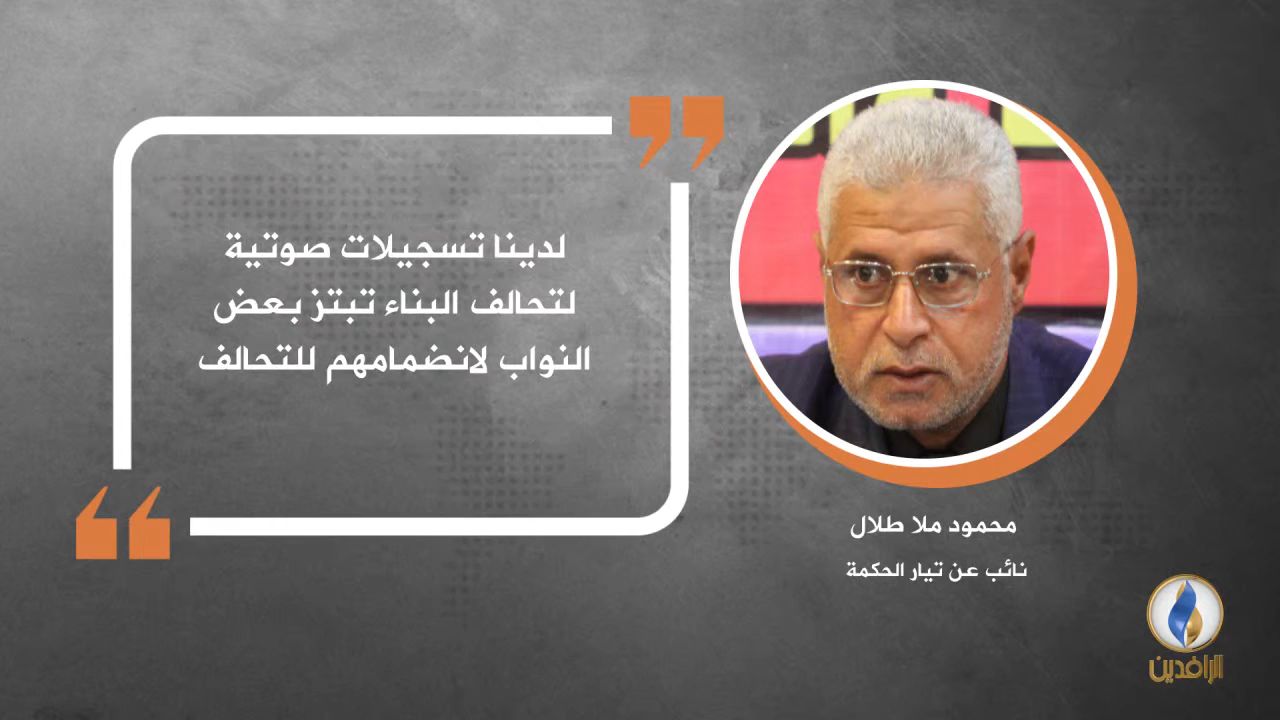 لدينا تسجيلات صوتية
لتحالف البناء تبتز بعض
النواب لانضمامهم للتحالف
محمود ملا طلال
نائب عن تيار الحكمة
الرافدين